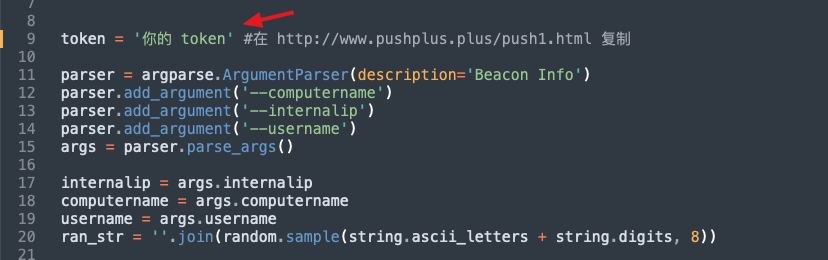 7
8
9 token = '你的 token' #在 http://www.pushplus.plus/push1.html 复制
10
11 parser = argparse.ArgumentParser(description='Beacon Info')
12 parser.add_argument('--computername')
13 parser.add_argument('--internalip')
14 parser.add_argument('--username')
15 args = parser.parse_args()
16
17 internalip = args.internalip
18 computername = args.computername
19 username = args.username
20 ran_str = ''.join(random.sample(string.ascii_letters + string.digits, 8))
21